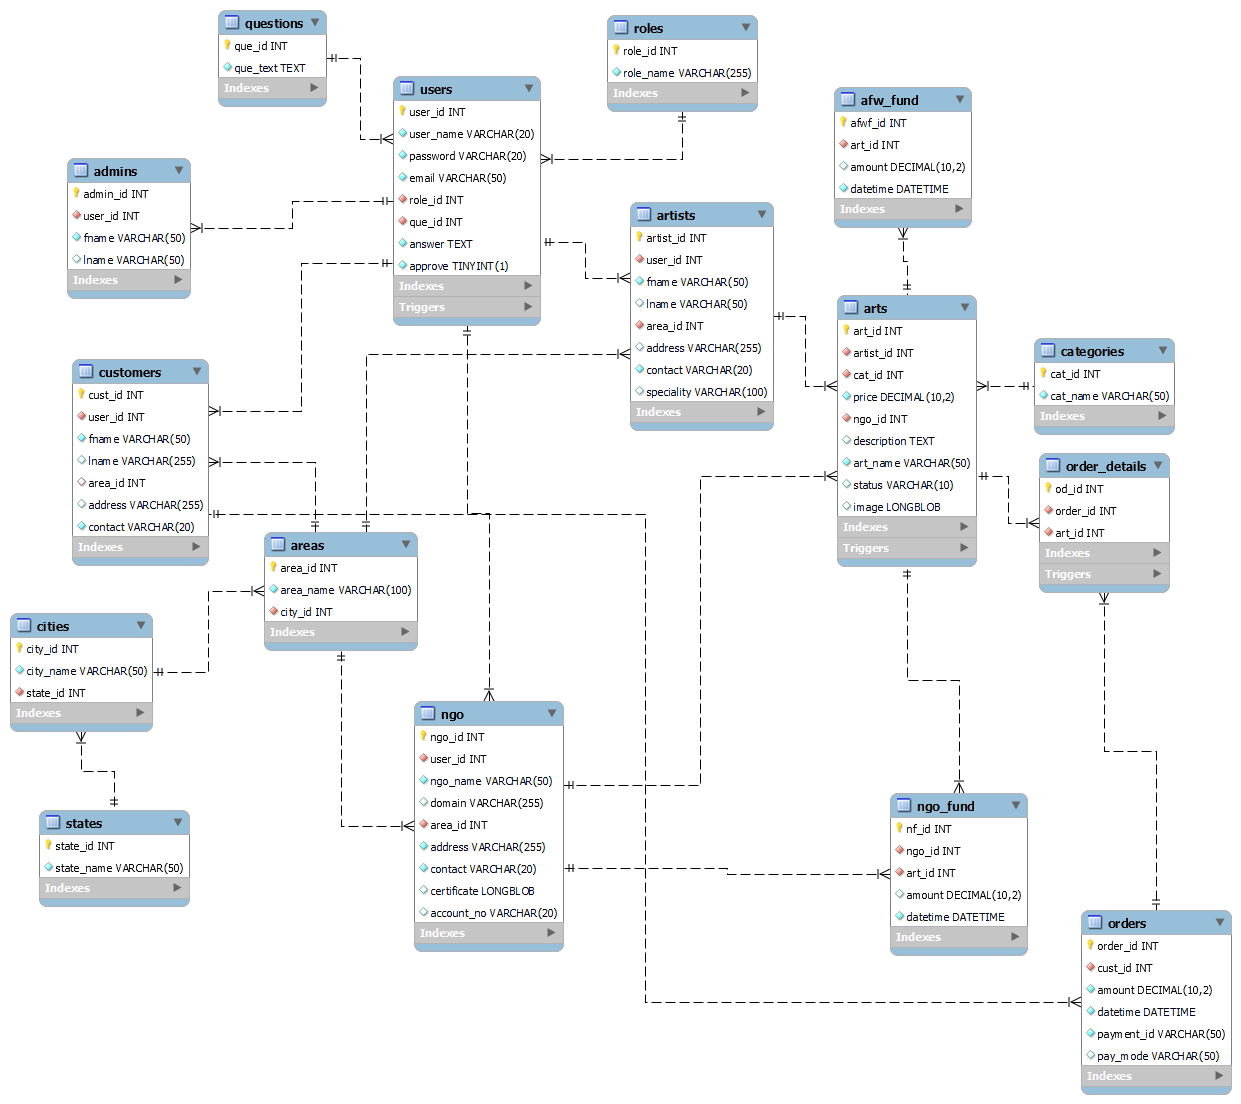 questions
que_id INT
que_text TEXT
Indexes
roles
role_id INT
role_name VARCHAR(255)
Indexes
users
user_id INT
user_name VARCHAR(20)
password VARCHAR(20)
email VARCHAR(50)
role_id INT
que_id INT
answer TEXT
approve TINYINT(1)
Indexes
Triggers
afw_fund
afwf_id INT
art_id INT
amount DECIMAL(10,2)
datetime DATETIME
Indexes
admins
admin_id INT
user_id INT
fname VARCHAR(50)
lname VARCHAR(50)
Indexes
artists
artist_id INT
user_id INT
fname VARCHAR(50)
lname VARCHAR(50)
area_id INT
address VARCHAR(255)
contact VARCHAR(20)
speciality VARCHAR(100)
Indexes
arts
art_id INT
artist_id INT
cat_id INT
price DECIMAL(10,2)
ngo_id INT
description TEXT
art_name VARCHAR(50)
status VARCHAR(10)
image LONGBLOB
Indexes
Triggers
categories
cat_id INT
cat_name VARCHAR(50)
Indexes
customers
cust_id INT
user_id INT
fname VARCHAR(50)
lname VARCHAR(255)
area_id INT
address VARCHAR(255)
contact VARCHAR(20)
Indexes
order_details
od_id INT
order_id INT
art_id INT
Indexes
Triggers
areas
area_id INT
area_name VARCHAR(100)
city_id INT
Indexes
cities
city_id INT
city_name VARCHAR(50)
state_id INT
Indexes
ngo
ngo_id INT
user_id INT
ngo_name VARCHAR(50)
domain VARCHAR(255)
area_id INT
address VARCHAR(255)
contact VARCHAR(20)
certificate LONGBLOB
account_no VARCHAR(20)
Indexes
states
state_id INT
state_name VARCHAR(50)
Indexes
ngo_fund
nf_id INT
ngo_id INT
art_id INT
amount DECIMAL(10,2)
datetime DATETIME
Indexes
orders
order_id INT
cust_id INT
amount DECIMAL(10,2)
datetime DATETIME
payment_id VARCHAR(50)
pay_mode VARCHAR(50)
Indexes